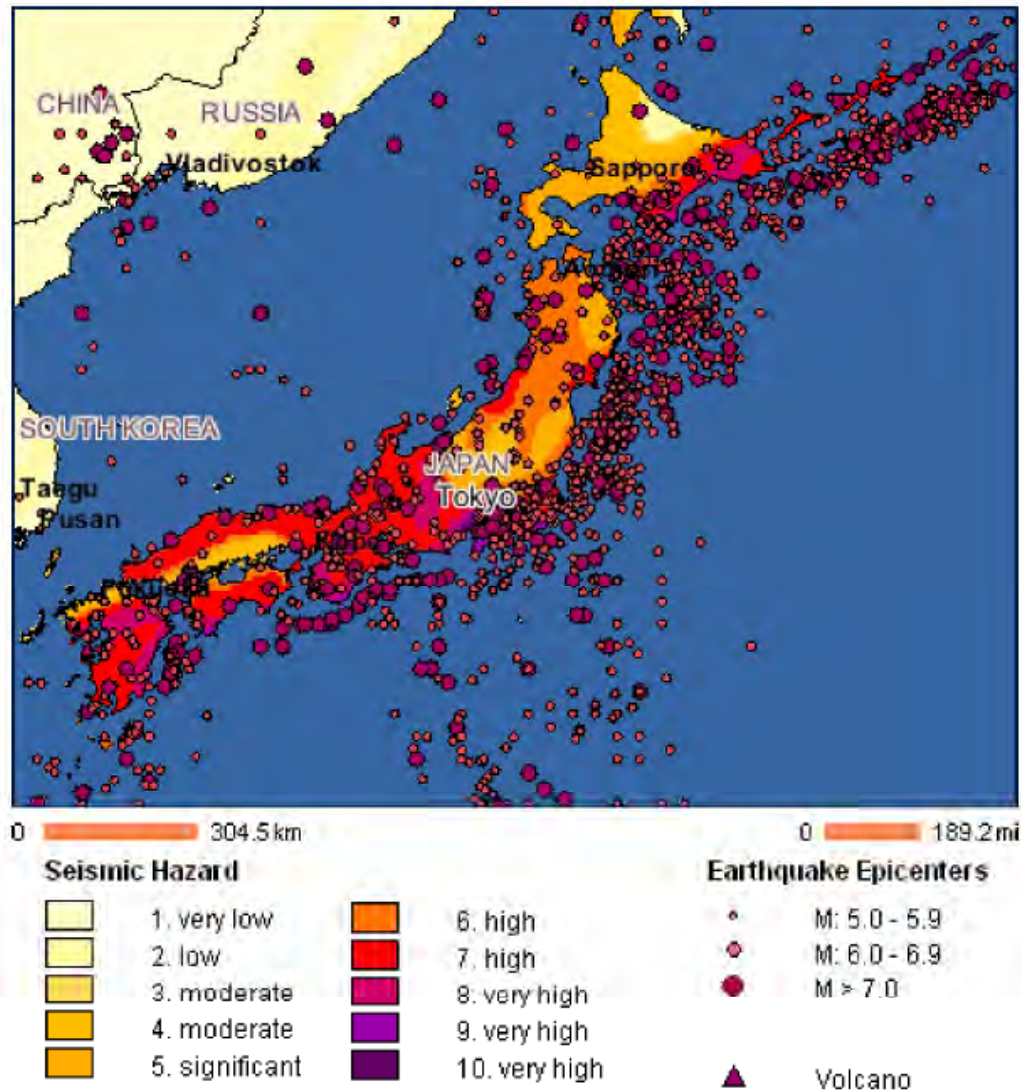 CHINA
RUSSIA
Vladivostok
Sapporo
SOUTH KOREA
JAPAN
Taegu
Tokyo
Pusan
0 304.5 km 0 189.2 mi
Seismic Hazard
Earthquake Epicenters
1. very low
6. high
M: 5.0 - 5.9
2. low
7. high
M: 6.0 - 6.9
3. moderate
8. very high
M > 7.0
4. moderate
9. very high
5. significant
10. very high
Volcano